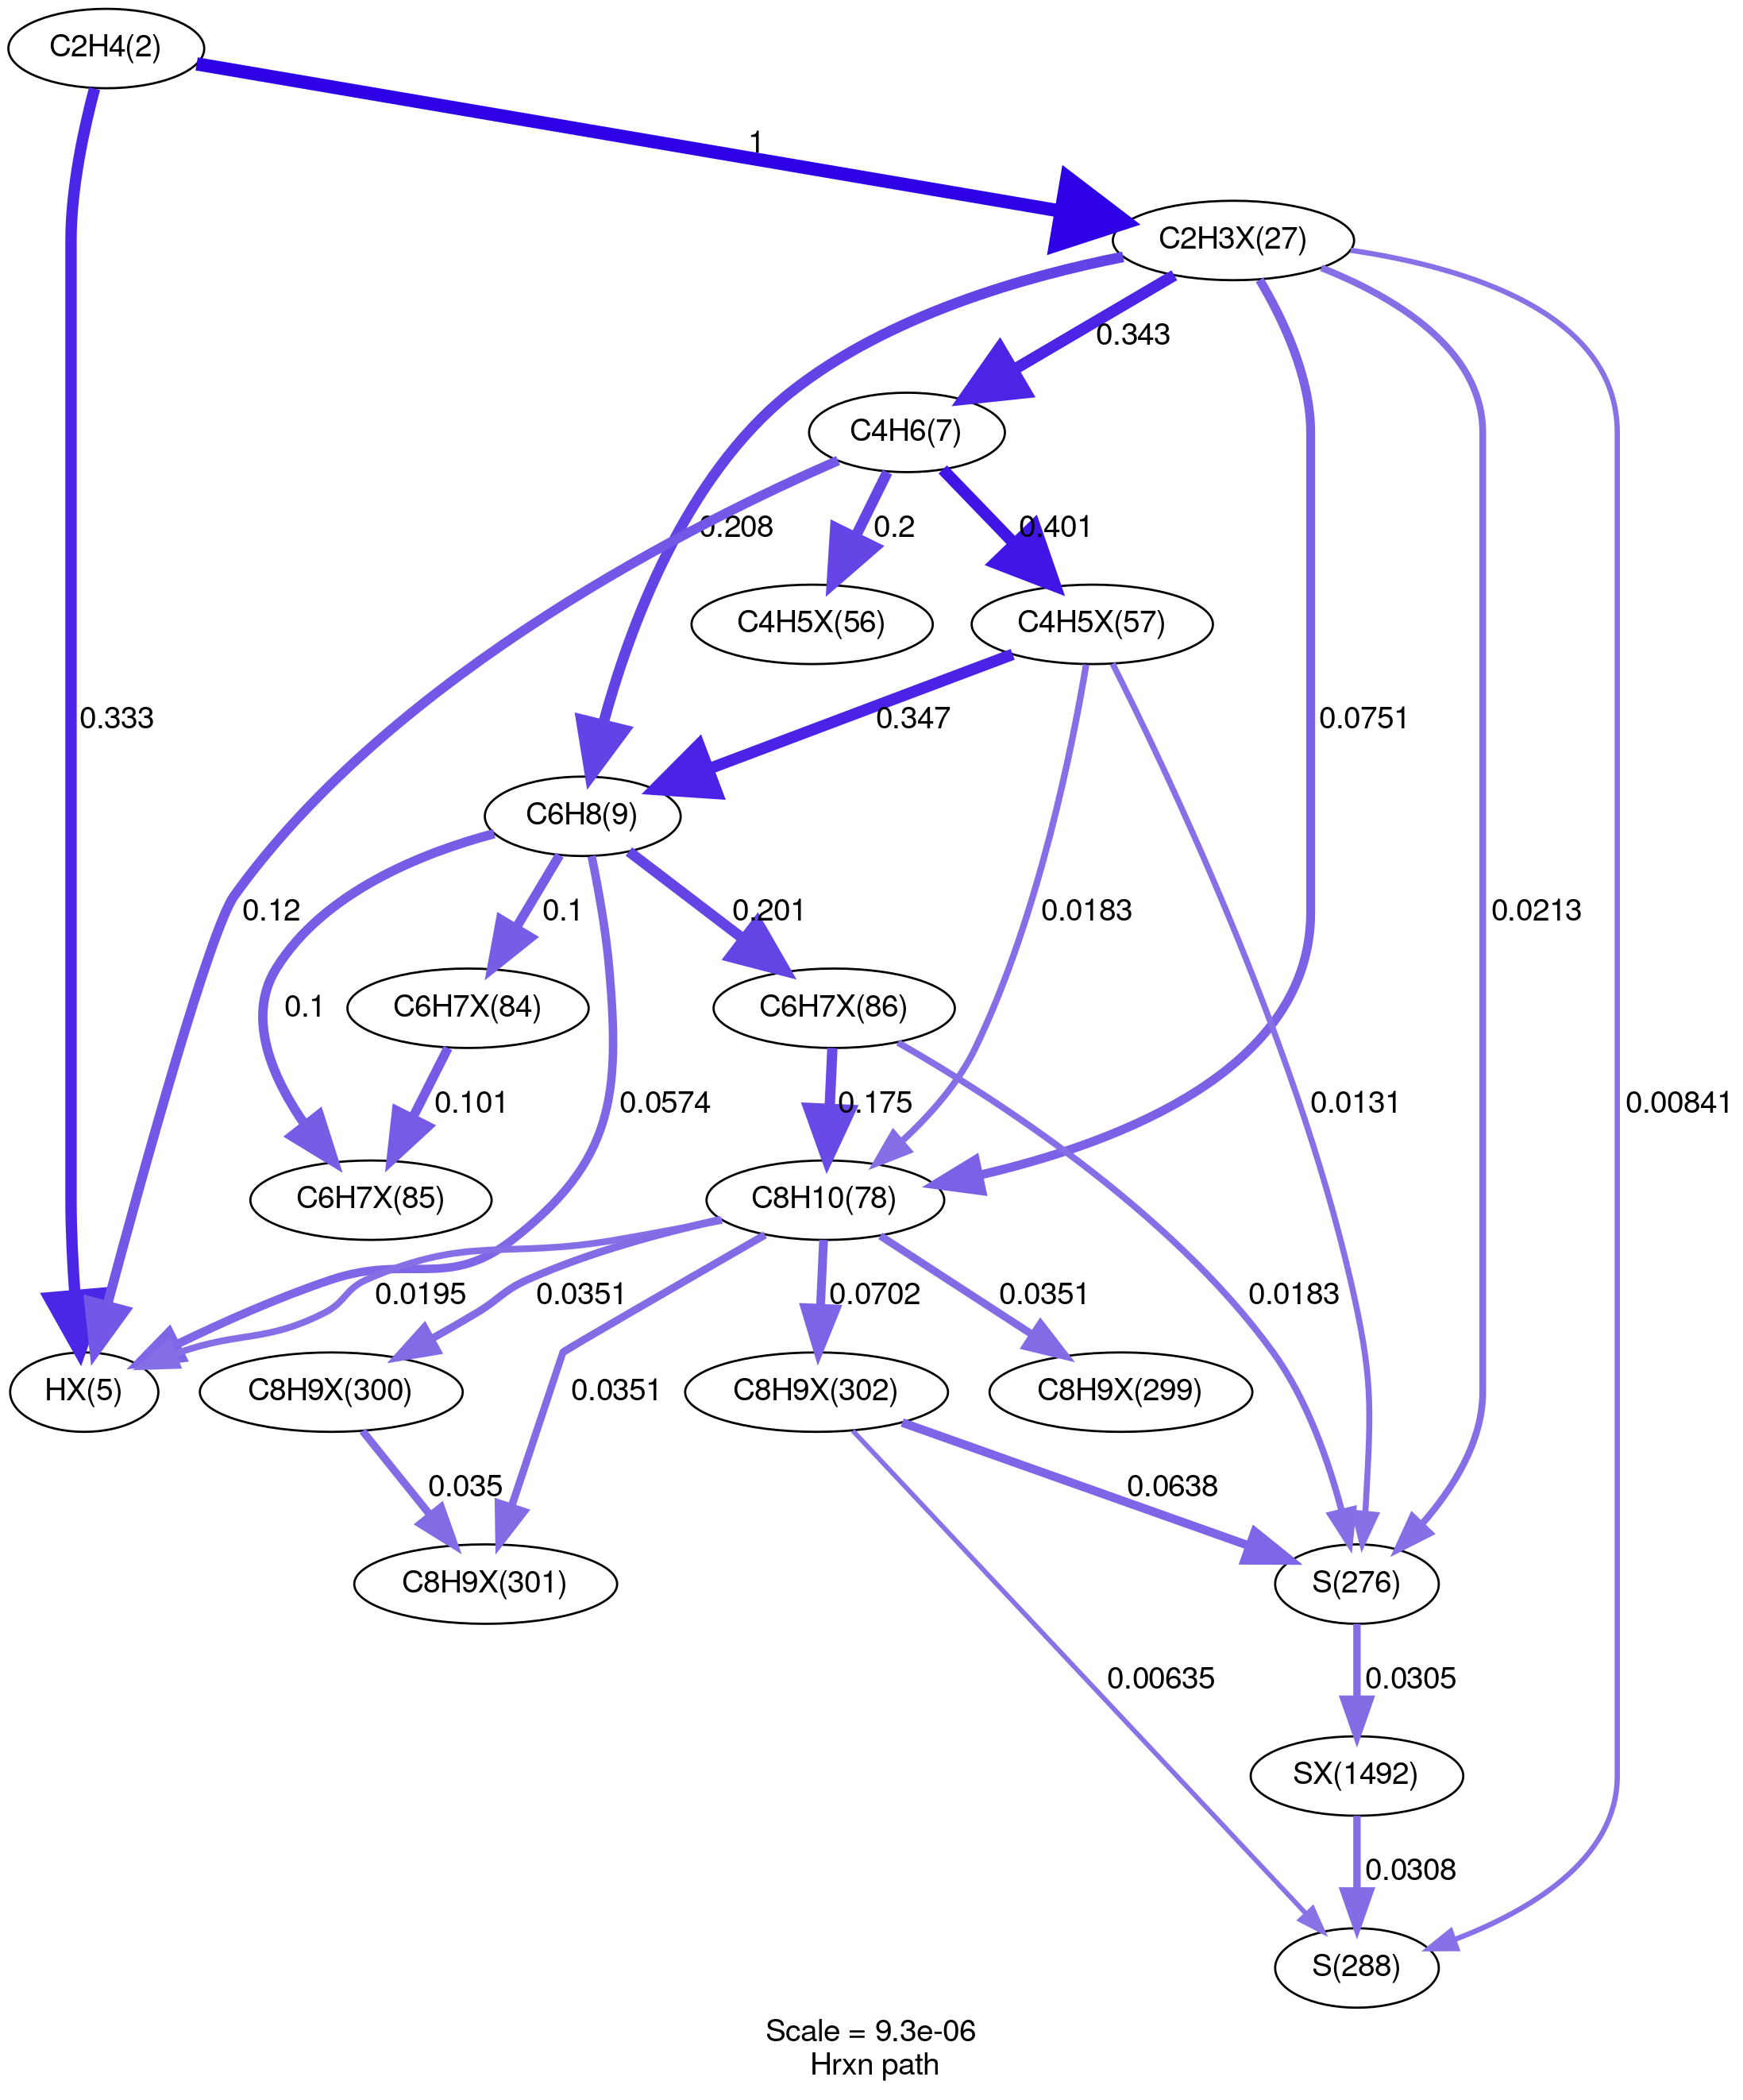 C2H4(2)
1
C2H3X(27)
0.343
C4H6(7)
0.208
0.2
0.401
C4H5X(56)
C4H5X(57)
0.333
0.347
0.0751
C6H8(9)
0.12
0.1
0.201
0.0183
0.0213
0.1
C6H7X(84)
C6H7X(86)
0.101
0.0574
0.175
0.0131
0.00841
C6H7X(85)
C8H10(78)
0.0195
0.0351
0.0702
0.0351
0.0183
HX(5)
C8H9X(300)
0.0351
C8H9X(302)
C8H9X(299)
0.035
0.0638
C8H9X(301)
S(276)
0.00635
0.0305
SX(1492)
0.0308
S(288)
Scale = 9.3e-06
Hrxn path